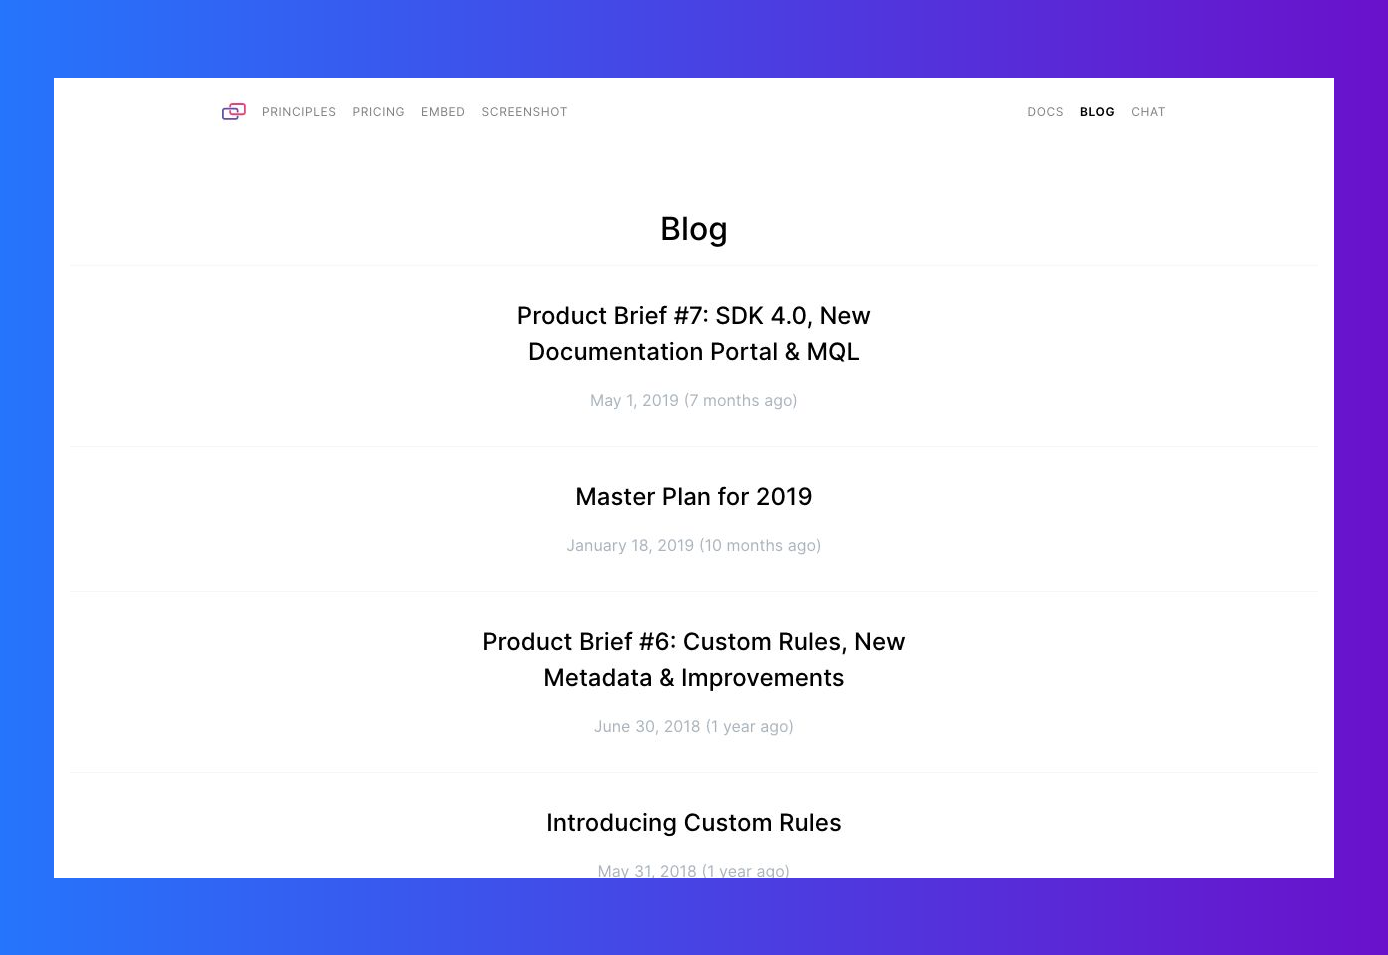 PRINCIPLES PRICING EMBED SCREENSHOT DOCS BLOG CHAT
Blog
Product Brief #7: SDK 4.0, New
Documentation Portal & MQL
May 1, 2019 (7 months ago)
Master Plan for 2019
January 18, 2019 (10 months ago)
Product Brief #6: Custom Rules, New
Metadata & Improvements
June 30, 2018 (1 year ago)
Introducing Custom Rules
May 31, 2018 (1 year ago)